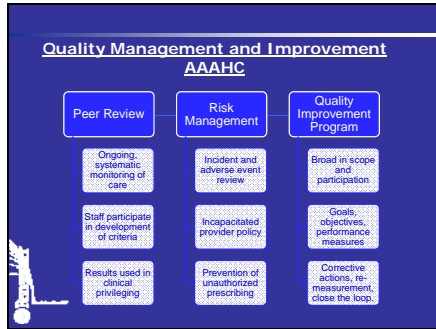 Quality Management and Improvement
AAAHC
Peer Review
Risk
Management
Quality
Improvement
Program
Ongoing,
systematic
monitoring of
care
Incident and
adverse event
review
Broad in scope
and
participation
Staff participate
in development
of criteria
Incapacitated
provider policy
Goals,
objectives,
performance
measures
Results used in
clinical
privileging
Prevention of
unauthorized
prescribing
Corrective
actions, re-
measurement,
close the loop.